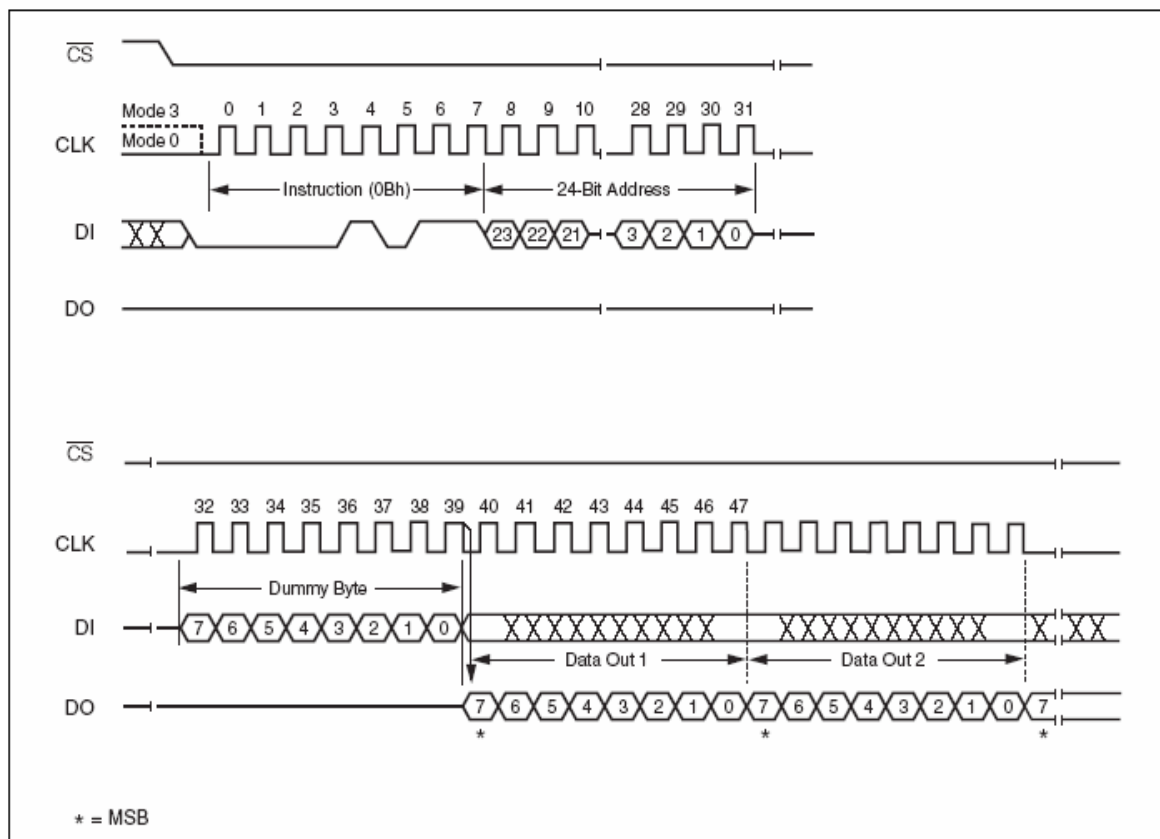 CS
Mode 3 0 1 2 3 4 5 6 7 8 9 10 28 29 30 31
CLK Mode 0
Instruction (0Bh) 24-Bit Address
DI 23 22 21 3 2 1 0
DO
CS
32 33 34 35 36 37 38 39 40 41 42 43 44 45 46 47
CLK
Dummy Byte
DI 7 6 5 4 3 2 1 0
Data Out 1 Data Out 2
DO 7 6 5 4 3 2 1 0 7 6 5 4 3 2 1 0 7
* * *
* = MSB